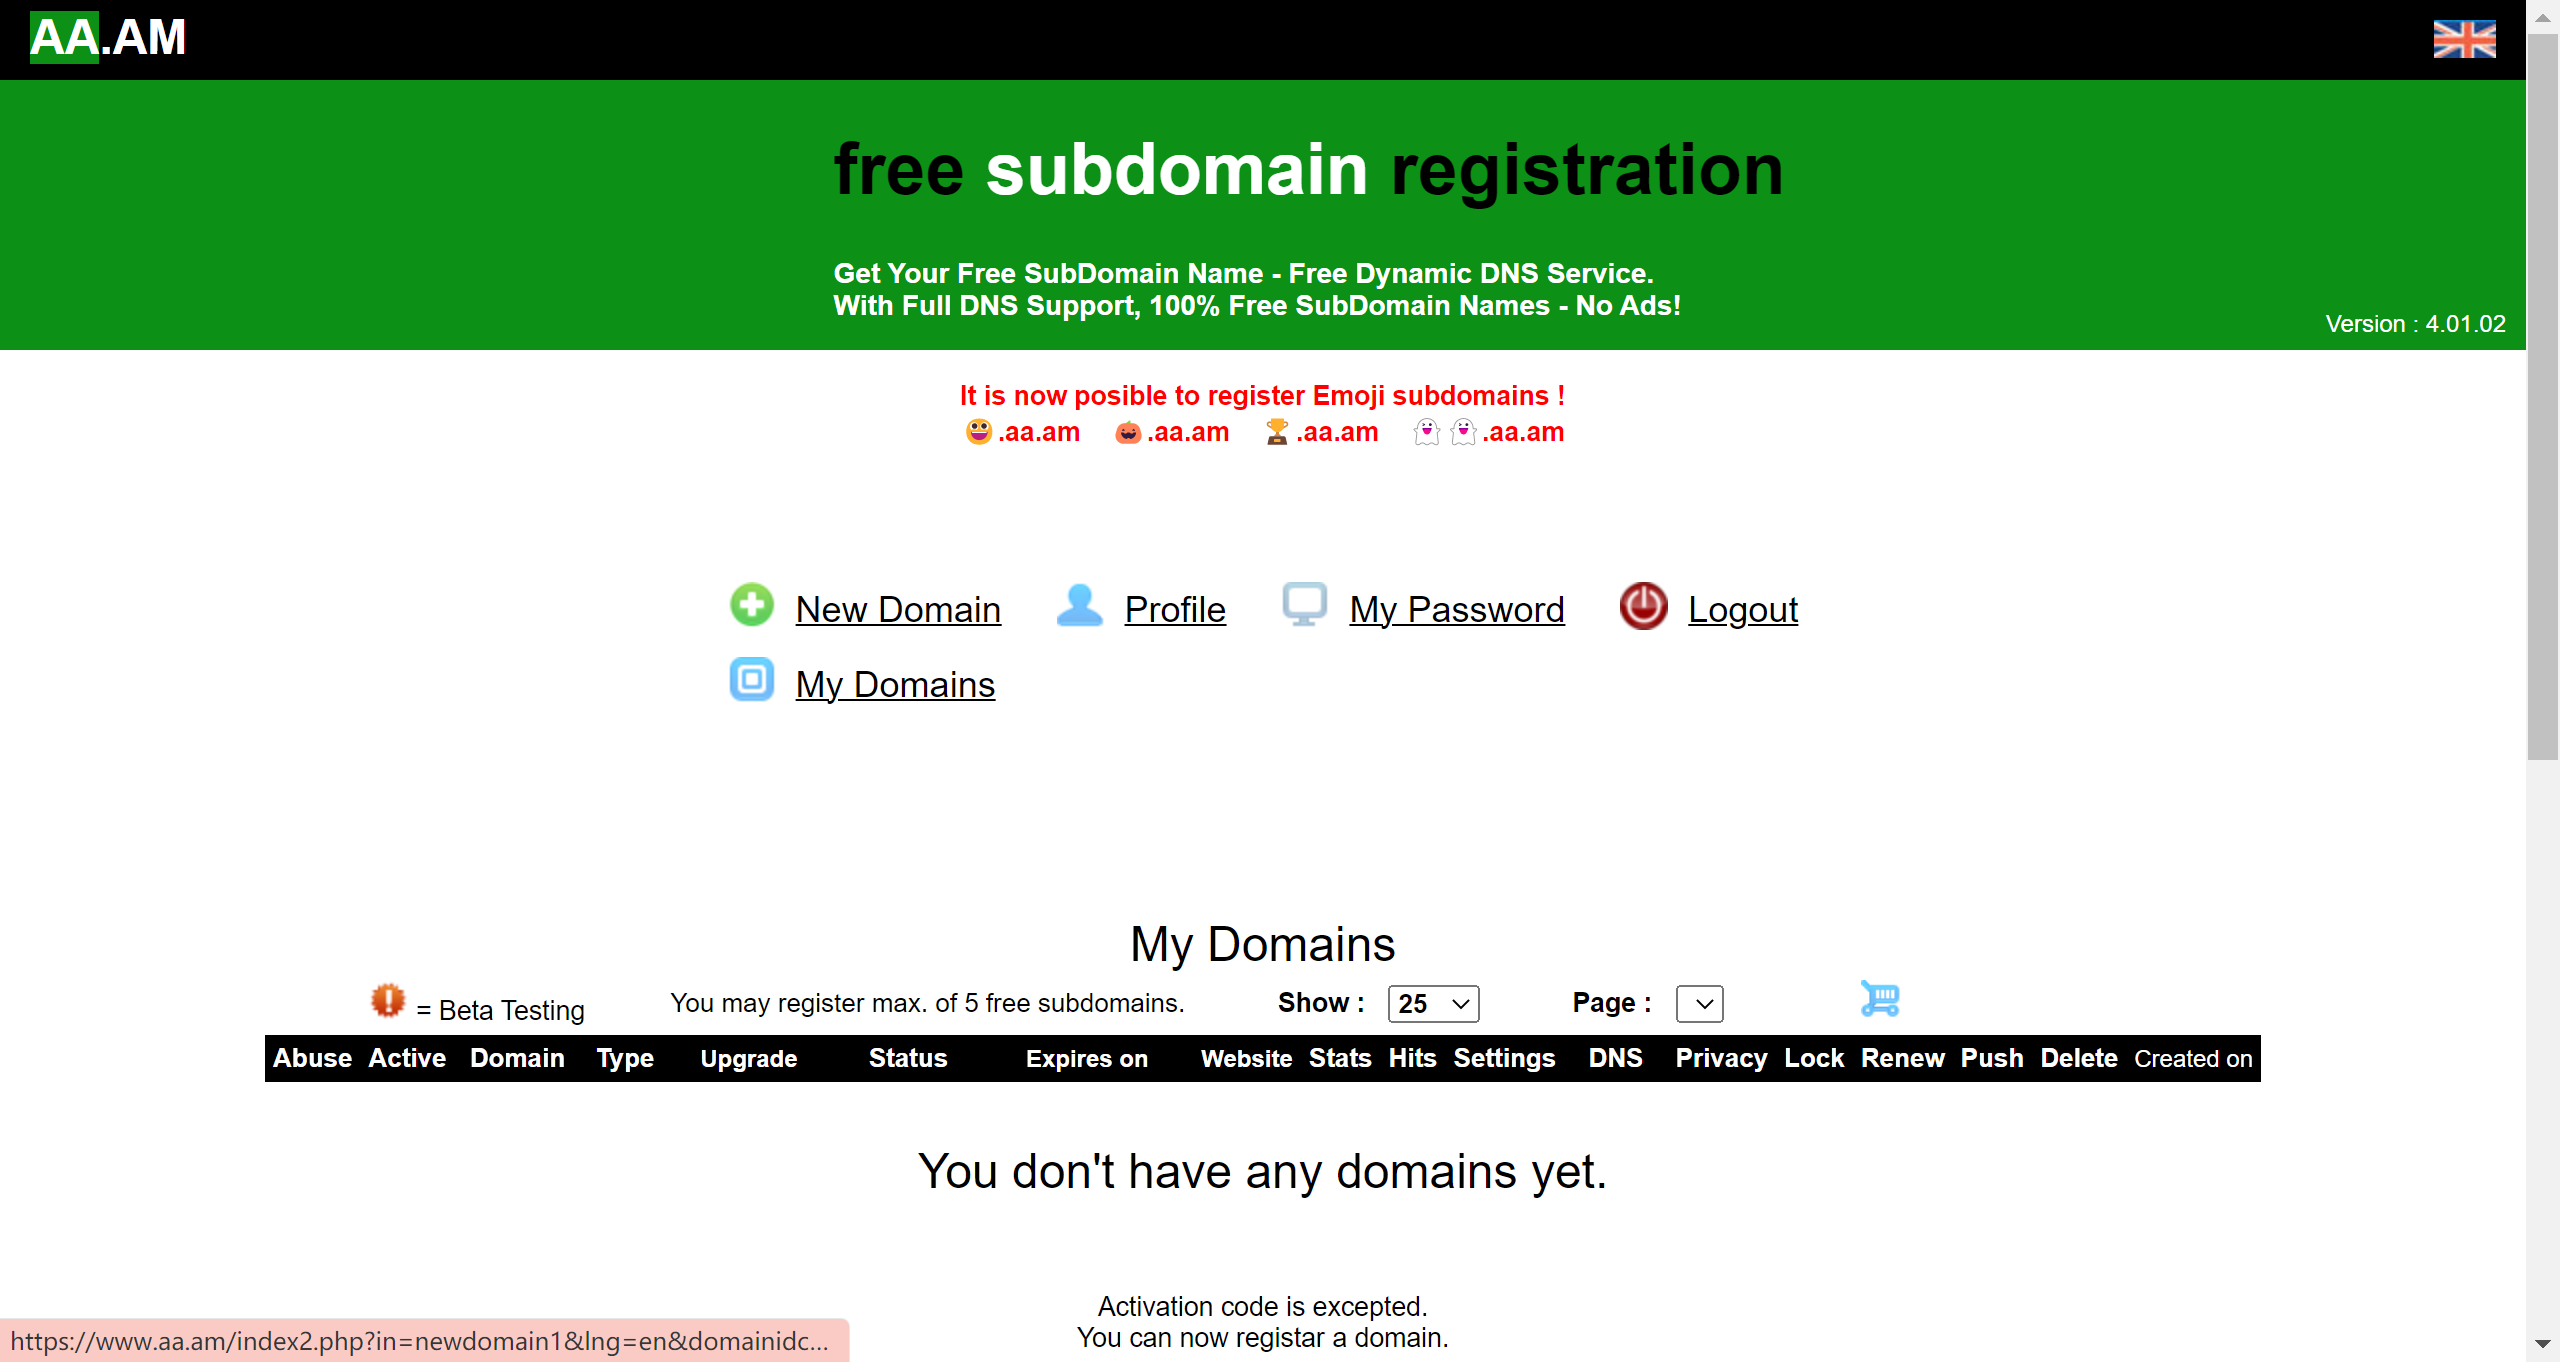 AA.AM
free subdomain registration
Get Your Free SubDomain Name - Free Dynamic DNS Service.
With Full DNS Support, 100% Free SubDomain Names - No Ads!
Version : 4.01.02
It is now posible to register Emoji subdomains !
😃.aa.am 🎃.aa.am 🏆.aa.am 👻👻.aa.am
New Domain Profile My Password Logout
My Domains
My Domains
= Beta Testing You may register max. of 5 free subdomains. Show : 25 Page :
Abuse Active Domain Type Upgrade Status Expires on Website Stats Hits Settings DNS Privacy Lock Renew Push Delete Created on
You don't have any domains yet.
Activation code is excepted.
You can now registar a domain.
https://www.aa.am/index2.php?in=newdomain1&lng=en&domainidc...